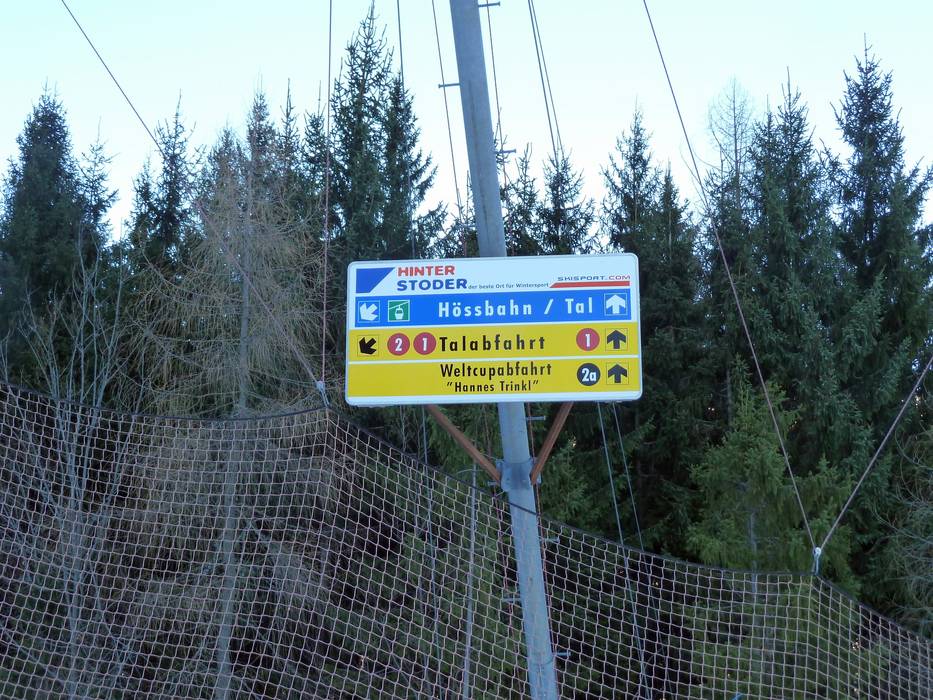 HINTER
STODER der beste Ort für Wintersport
SKISPORT.COM
Hössbahn / Tal
2 1 Talabfahrt 1
Weltcupabfahrt
"Hannes Trinkl" 2a